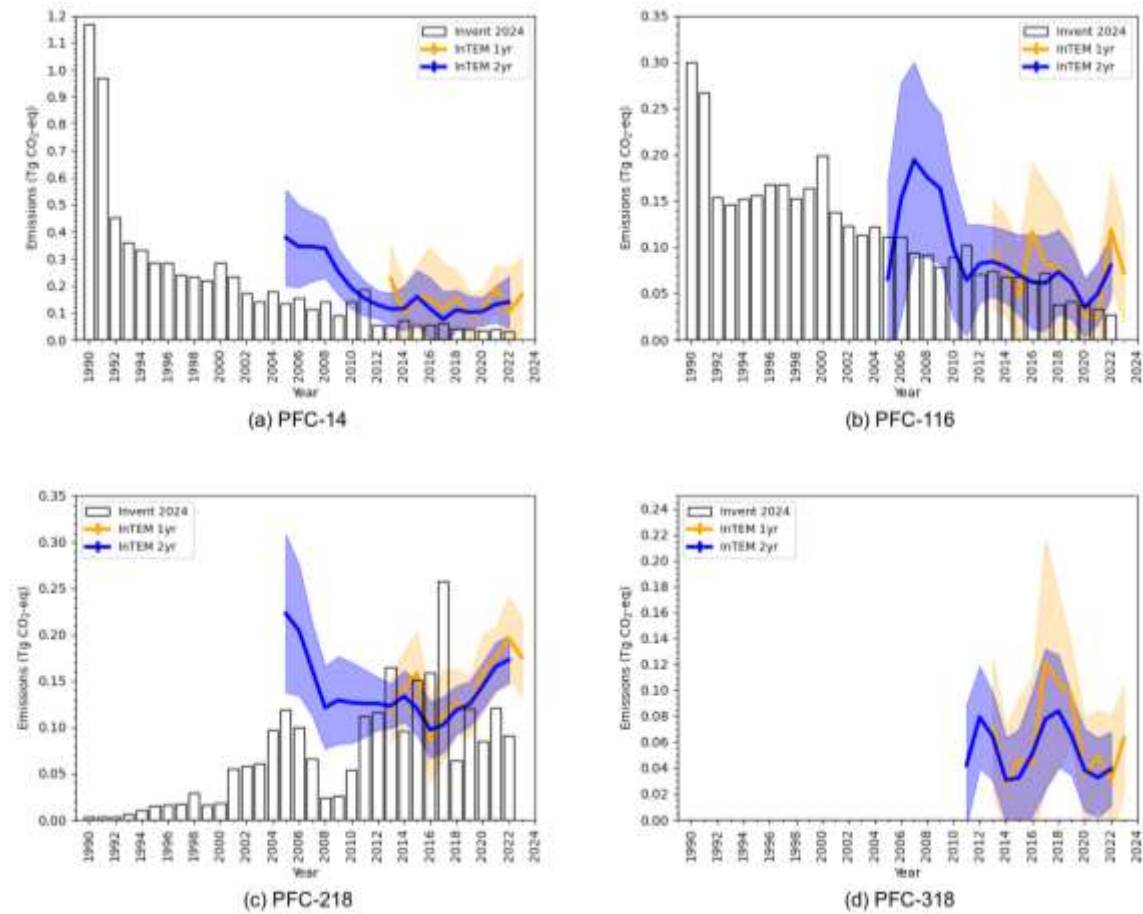 1.2
1.1
1.0
0.9
0.8
0.7
0.6
0.5
0.4
0.3
0.2
0.1
0.0
Emissions (Tg CO₂-eq)
Invent 2024
InTEM 1yr
InTEM 2yr
1990 1992 1994 1996 1998 2000 2002 2004 2006 2008 2010 2012 2014 2016 2018 2020 2022 2024
Year
(a) PFC-14
0.35
0.30
0.25
0.20
0.15
0.10
0.05
0.00
Emissions (Tg CO₂-eq)
Invent 2024
InTEM 1yr
InTEM 2yr
1990 1992 1994 1996 1998 2000 2002 2004 2006 2008 2010 2012 2014 2016 2018 2020 2022 2024
Year
(b) PFC-116
0.35
0.30
0.25
0.20
0.15
0.10
0.05
0.00
Emissions (Tg CO₂-eq)
Invent 2024
InTEM 1yr
InTEM 2yr
1990 1992 1994 1996 1998 2000 2002 2004 2006 2008 2010 2012 2014 2016 2018 2020 2022 2024
Year
(c) PFC-218
0.24
0.22
0.20
0.18
0.16
0.14
0.12
0.10
0.08
0.06
0.04
0.02
0.00
Emissions (Tg CO₂-eq)
Invent 2024
InTEM 1yr
InTEM 2yr
1990 1992 1994 1996 1998 2000 2002 2004 2006 2008 2010 2012 2014 2016 2018 2020 2022 2024
Year
(d) PFC-318